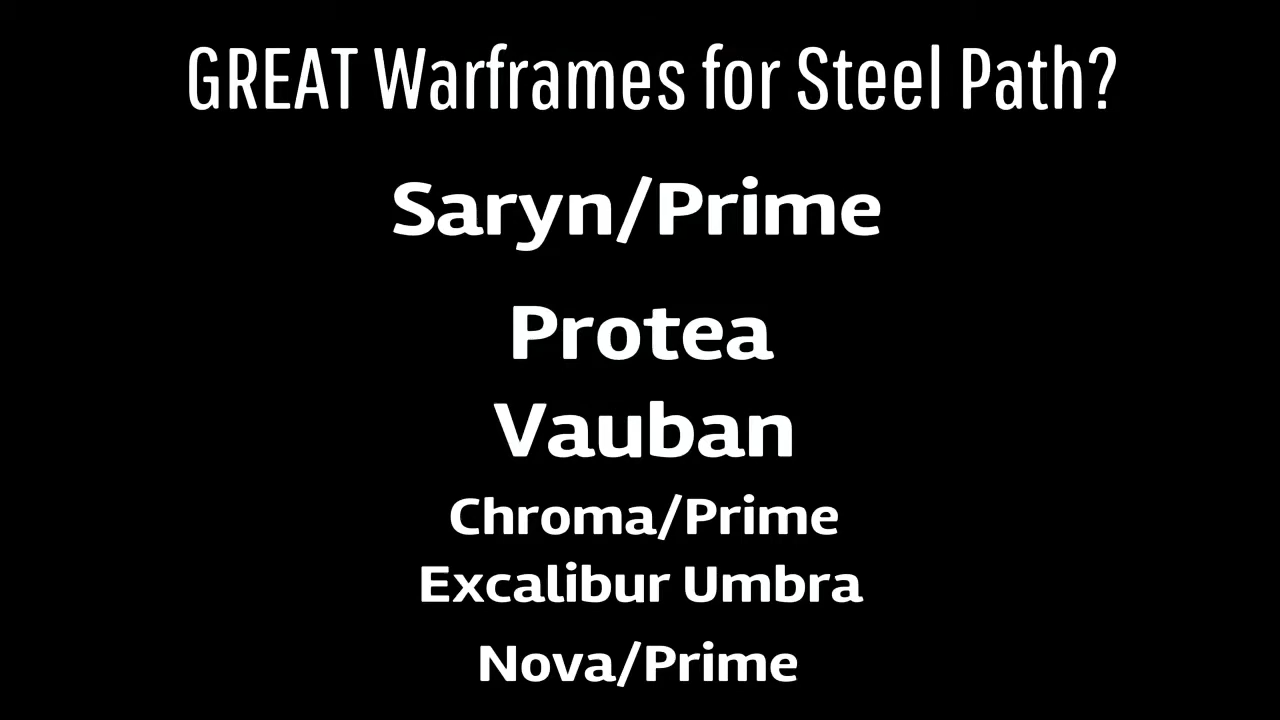 GREAT Warframes for Steel Path?
Saryn/Prime
Protea
Vauban
Chroma/Prime
Excalibur Umbra
Nova/Prime